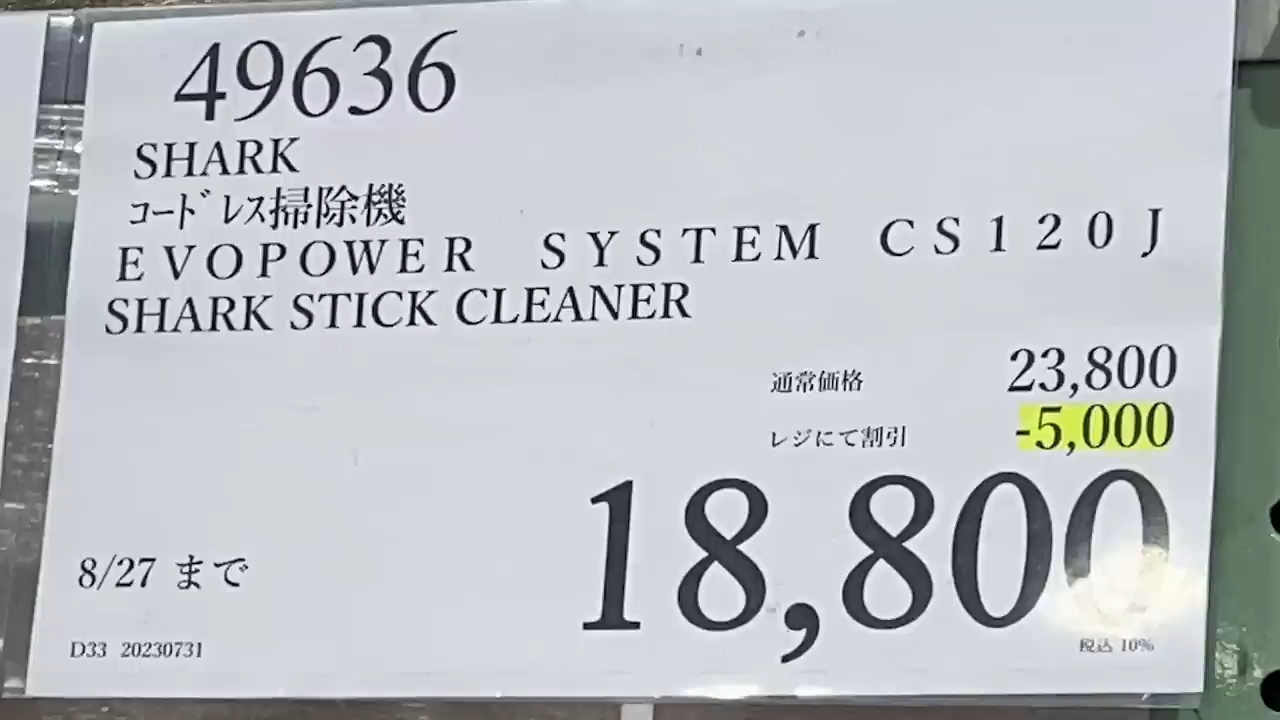 49636
SHARK
コードレス掃除機
EVOPOWER SYSTEM CS120J
SHARK STICK CLEANER
通常価格 23,800
レジにて割引 -5,000
18,800
8/27 まで
D33 20230731
税込 10%